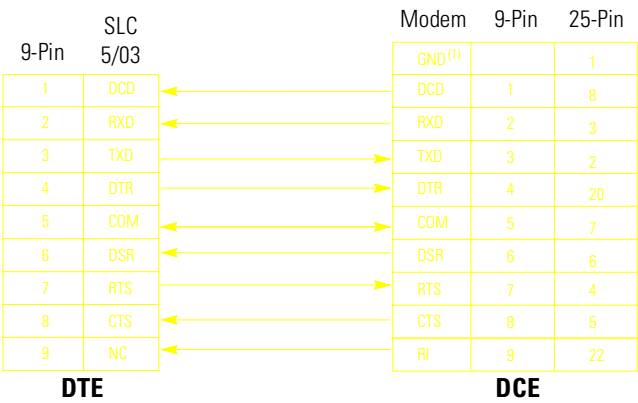 Modem 9-Pin 25-Pin
SLC
9-Pin 5/03
GND(1) 1
1 DCD DCD 1 8
2 RXD RXD 2 3
3 TXD TXD 3 2
4 DTR DTR 4 20
5 COM COM 5 7
6 DSR DSR 6 6
7 RTS RTS 7 4
8 CTS CTS 8 5
9 NC RI 9 22
DTE DCE